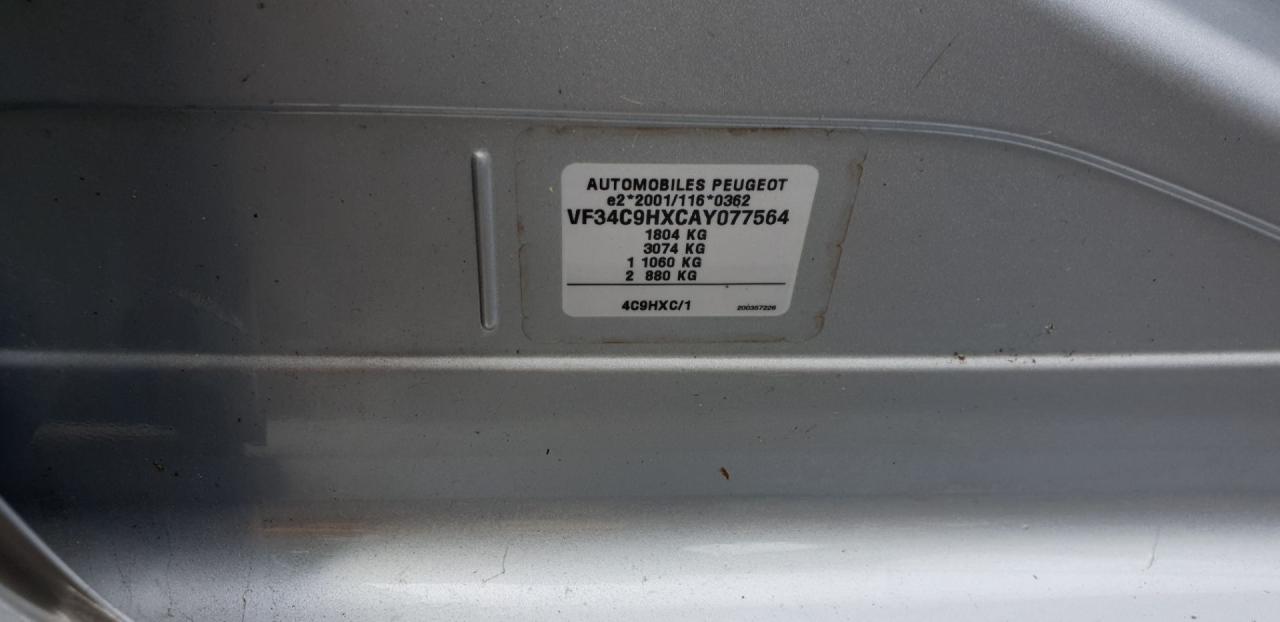 AUTOMOBILES PEUGEOT
e2*2001/116*0362
VF34C9HXCAY077564
1804 KG
3074 KG
1 1060 KG
2 880 KG
4C9HXC/1 200357226